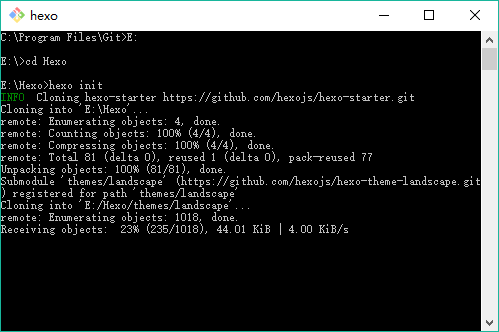 hexo
C:\Program Files\Git>E:
E:\>cd Hexo
E:\Hexo>hexo init
INFO  Cloning hexo-starter https://github.com/hexojs/hexo-starter.git
Cloning into 'E:\Hexo'...
remote: Enumerating objects: 4, done.
remote: Counting objects: 100% (4/4), done.
remote: Compressing objects: 100% (4/4), done.
remote: Total 81 (delta 0), reused 1 (delta 0), pack-reused 77
Unpacking objects: 100% (81/81), done.
Submodule 'themes/landscape' (https://github.com/hexojs/hexo-theme-landscape.git
) registered for path 'themes/landscape'
Cloning into 'E:/Hexo/themes/landscape'...
remote: Enumerating objects: 1018, done.
Receiving objects:  23% (235/1018), 44.01 KiB | 4.00 KiB/s